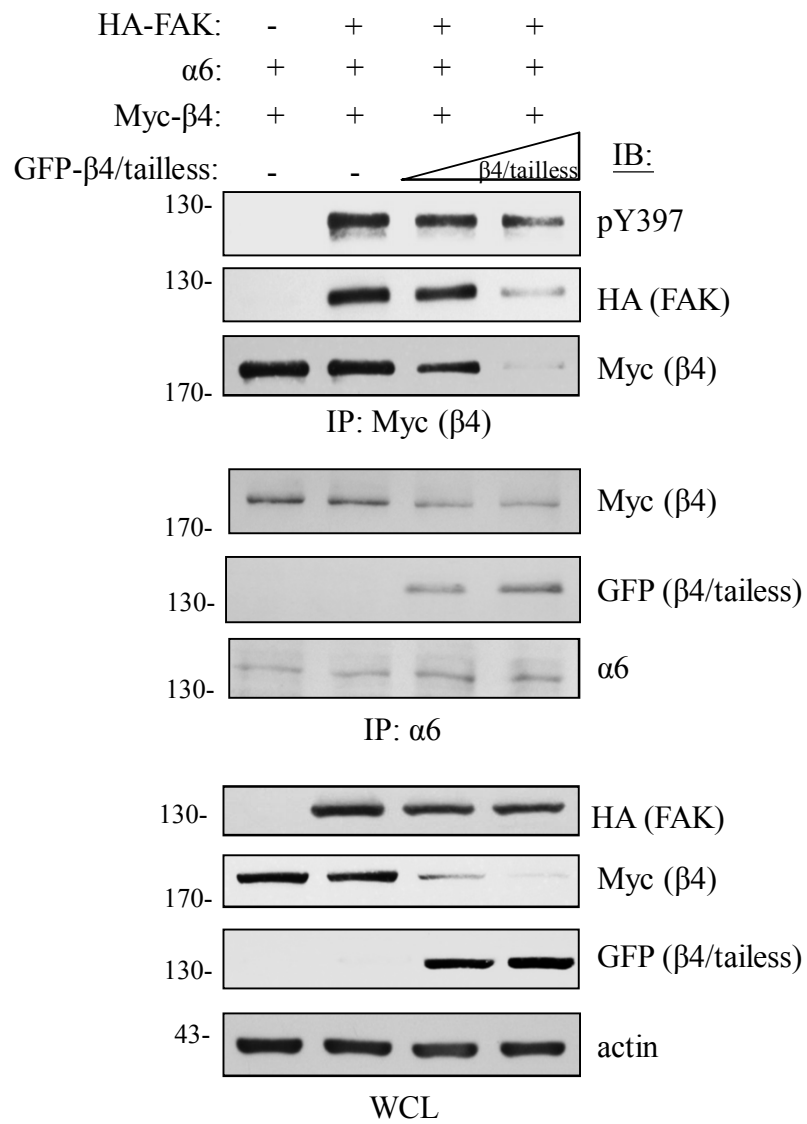 HA-FAK: - + + +
α6: + + + +
Myc-β4: + + + +
GFP-β4/tailless: - - β4/tailless IB:
130- pY397
130- HA (FAK)
170- Myc (β4)
IP: Myc (β4)
170- Myc (β4)
130- GFP (β4/tailess)
130- α6
IP: α6
130- HA (FAK)
170- Myc (β4)
130- GFP (β4/tailess)
43- actin
WCL